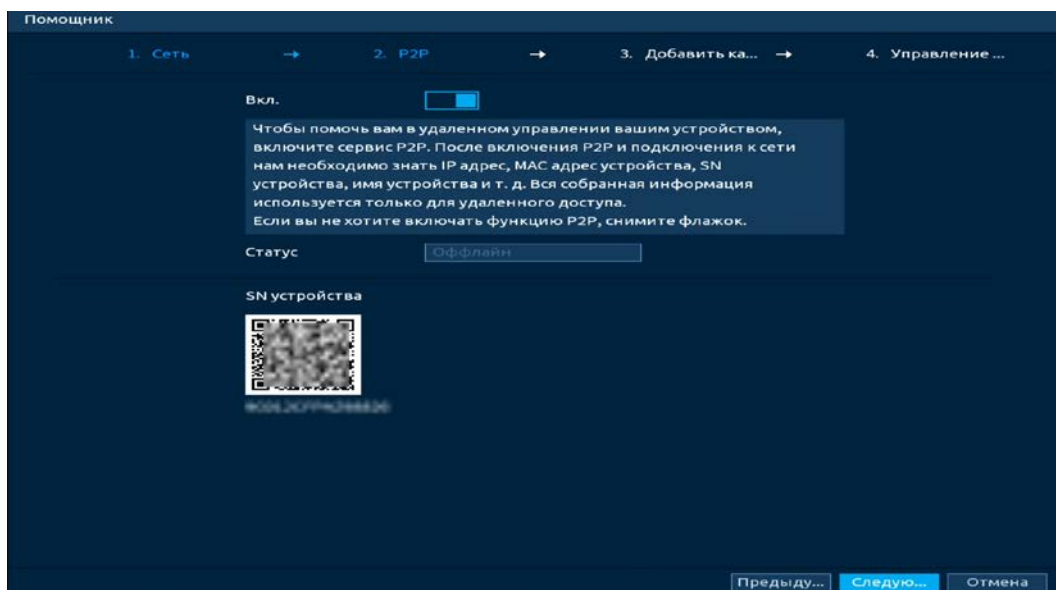 Помощник
1. Сеть → 2. P2P → 3. Добавить ка... → 4. Управление ...
Вкл.
Чтобы помочь вам в удаленном управлении вашим устройством,
включите сервис P2P. После включения P2P и подключения к сети
нам необходимо знать IP адрес, MAC адрес устройства, SN
устройства, имя устройства и т. д. Вся собранная информация
используется только для удаленного доступа.
Если вы не хотите включать функцию P2P, снимите флажок.
Статус Оффлайн
SN устройства
Предыду... Следую... Отмена